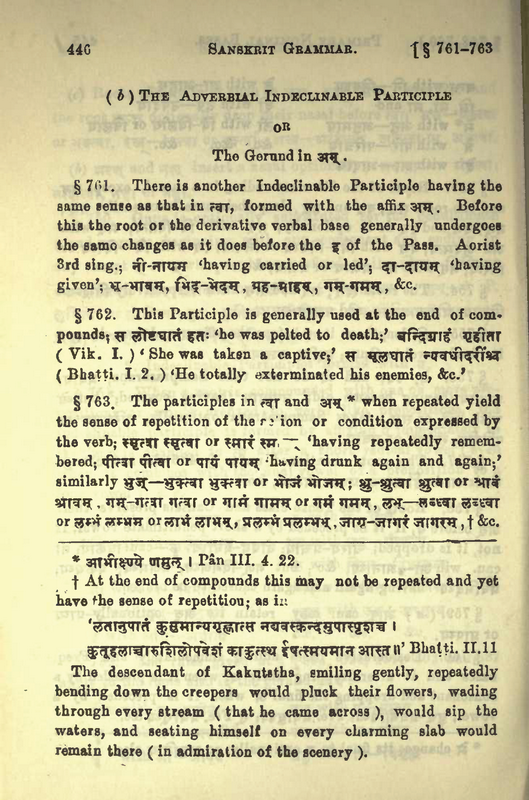 446 SANSKRIT GRAMMAR. [ § 761-763
( b ) THE ADVERBIAL INDECLINABLE PARTICIPLE
OR
The Gerund in अम् .
§ 761. There is another Indeclinable Participle having the
same sense as that in त्वा, formed with the affix अम् . Before
this the root or the derivative verbal base generally undergoes
the same changes as it does before the इ of the Pass. Aorist
3rd sing.; नी-नायम् 'having carried or led'; दा-दायम् 'having
given'; भू-भावम्, भिद्-भेदम्, ग्रह-ग्राहम्, गम्-गमम्, &c.
§ 762. This Participle is generally used at the end of com-
pounds; स लोष्टघातं हतः 'he was pelted to death;' बन्दिग्राहं गृहीता
( Vik. I. ) 'She was taken a captive;' स मूलघातं न्यवधीदरींश्च
( Bhatti. I. 2. ) 'He totally exterminated his enemies, &c.'
§ 763. The participles in त्वा and अम् * when repeated yield
the sense of repetition of the or condition expressed by
the verb; स्मृत्वा स्मृत्वा or स्मारं 'having repeatedly remem-
bered; पीत्वा पीत्वा or पायं पायम् 'having drunk again and again;'
similarly भुज्—भुक्त्वा भुक्त्वा or भोजं भोजम्; श्रु-श्रुत्वा श्रुत्वा or श्रावं
श्रावम्, गम्-गत्वा गत्वा or गामं गामम् or गमं गमम्, लभ्—लब्ध्वा लब्ध्वा
or लम्भं लम्भम् or लाभं लाभम्, प्रलम्भं प्रलम्भम्, जागृ-जागरं जागरम्, † &c.
* आभीक्ष्ण्ये णमुल् । Pân III. 4. 22.
† At the end of compounds this may not be repeated and yet
have the sense of repetition; as in
'लतानुपातं कुसुमान्यगृह्णात्स नद्यवस्कन्दमुपास्पृशच्च ।
कुतूहलाच्चारुशिलोपवेशं काकुत्स्थ ईषत्स्मयमान आस्त ॥' Bhaṭṭi. II.11
The descendant of Kakutstha, smiling gently, repeatedly
bending down the creepers would pluck their flowers, wading
through every stream ( that he came across ), would sip the
waters, and seating himself on every charming slab would
remain there ( in admiration of the scenery ).